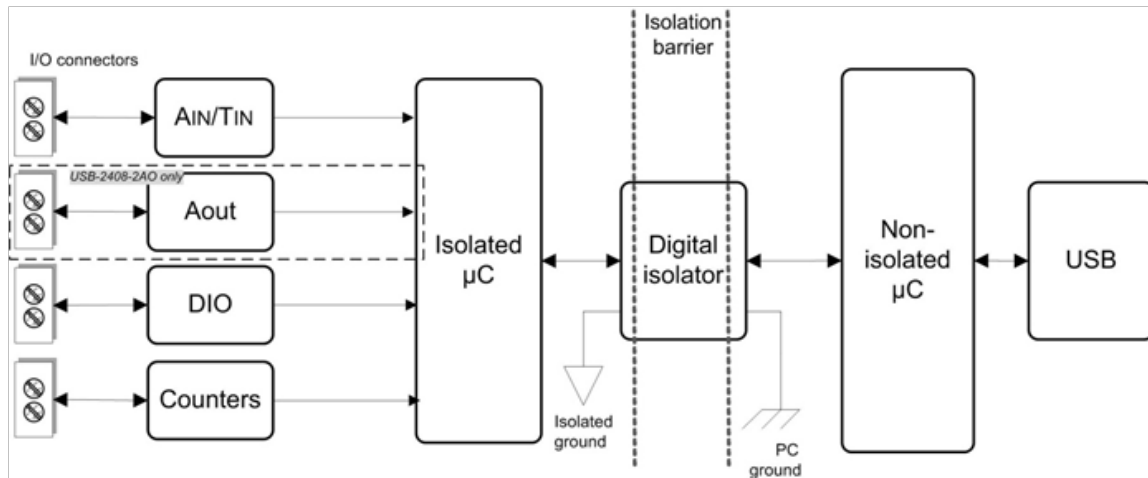 Isolation
barrier
I/O connectors
AIN/TIN
USB-2408-2AO only
Aout
Isolated
µC
Digital
isolator
Non-
isolated
µC
USB
DIO
Counters
Isolated
ground
PC
ground